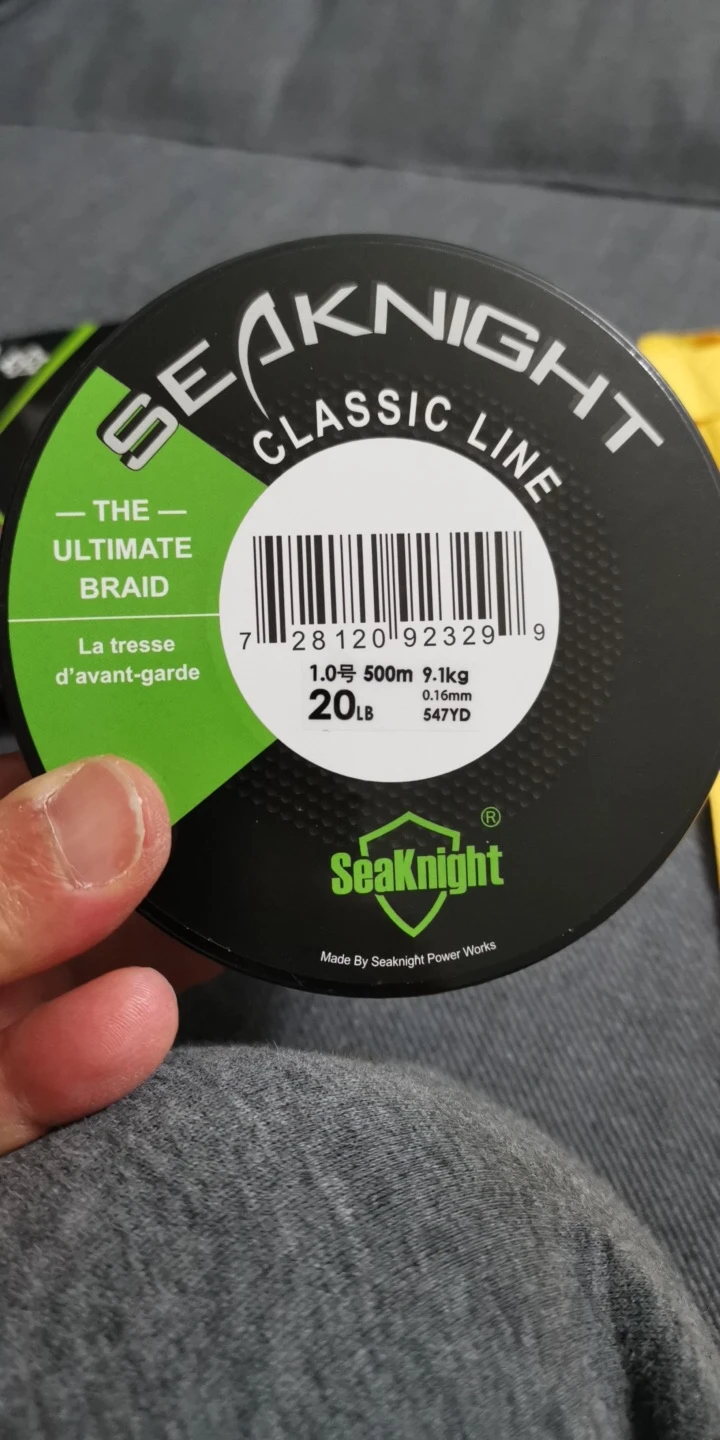 SEAKNIGHT
CLASSIC LINE
— THE —
ULTIMATE
BRAID
La tresse
d'avant-garde
7 28120 92329 9
1.0号 500m 9.1kg
20LB 0.16mm
547YD
®
SeaKnight
Made By Seaknight Power Works